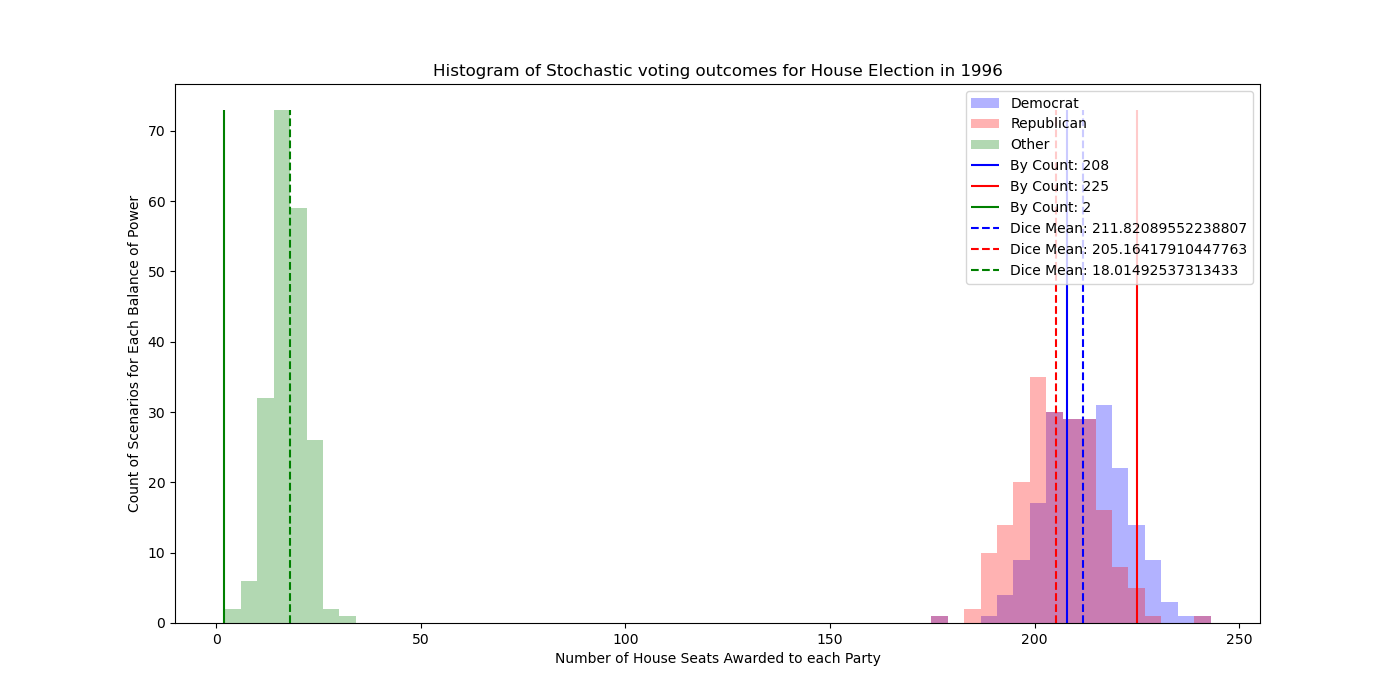 Histogram of Stochastic voting outcomes for House Election in 1996
Count of Scenarios for Each Balance of Power
70
60
50
40
30
20
10
0
Democrat
Republican
Other
By Count: 208
By Count: 225
By Count: 2
Dice Mean: 211.82089552238807
Dice Mean: 205.16417910447763
Dice Mean: 18.01492537313433
0 50 100 150 200 250
Number of House Seats Awarded to each Party